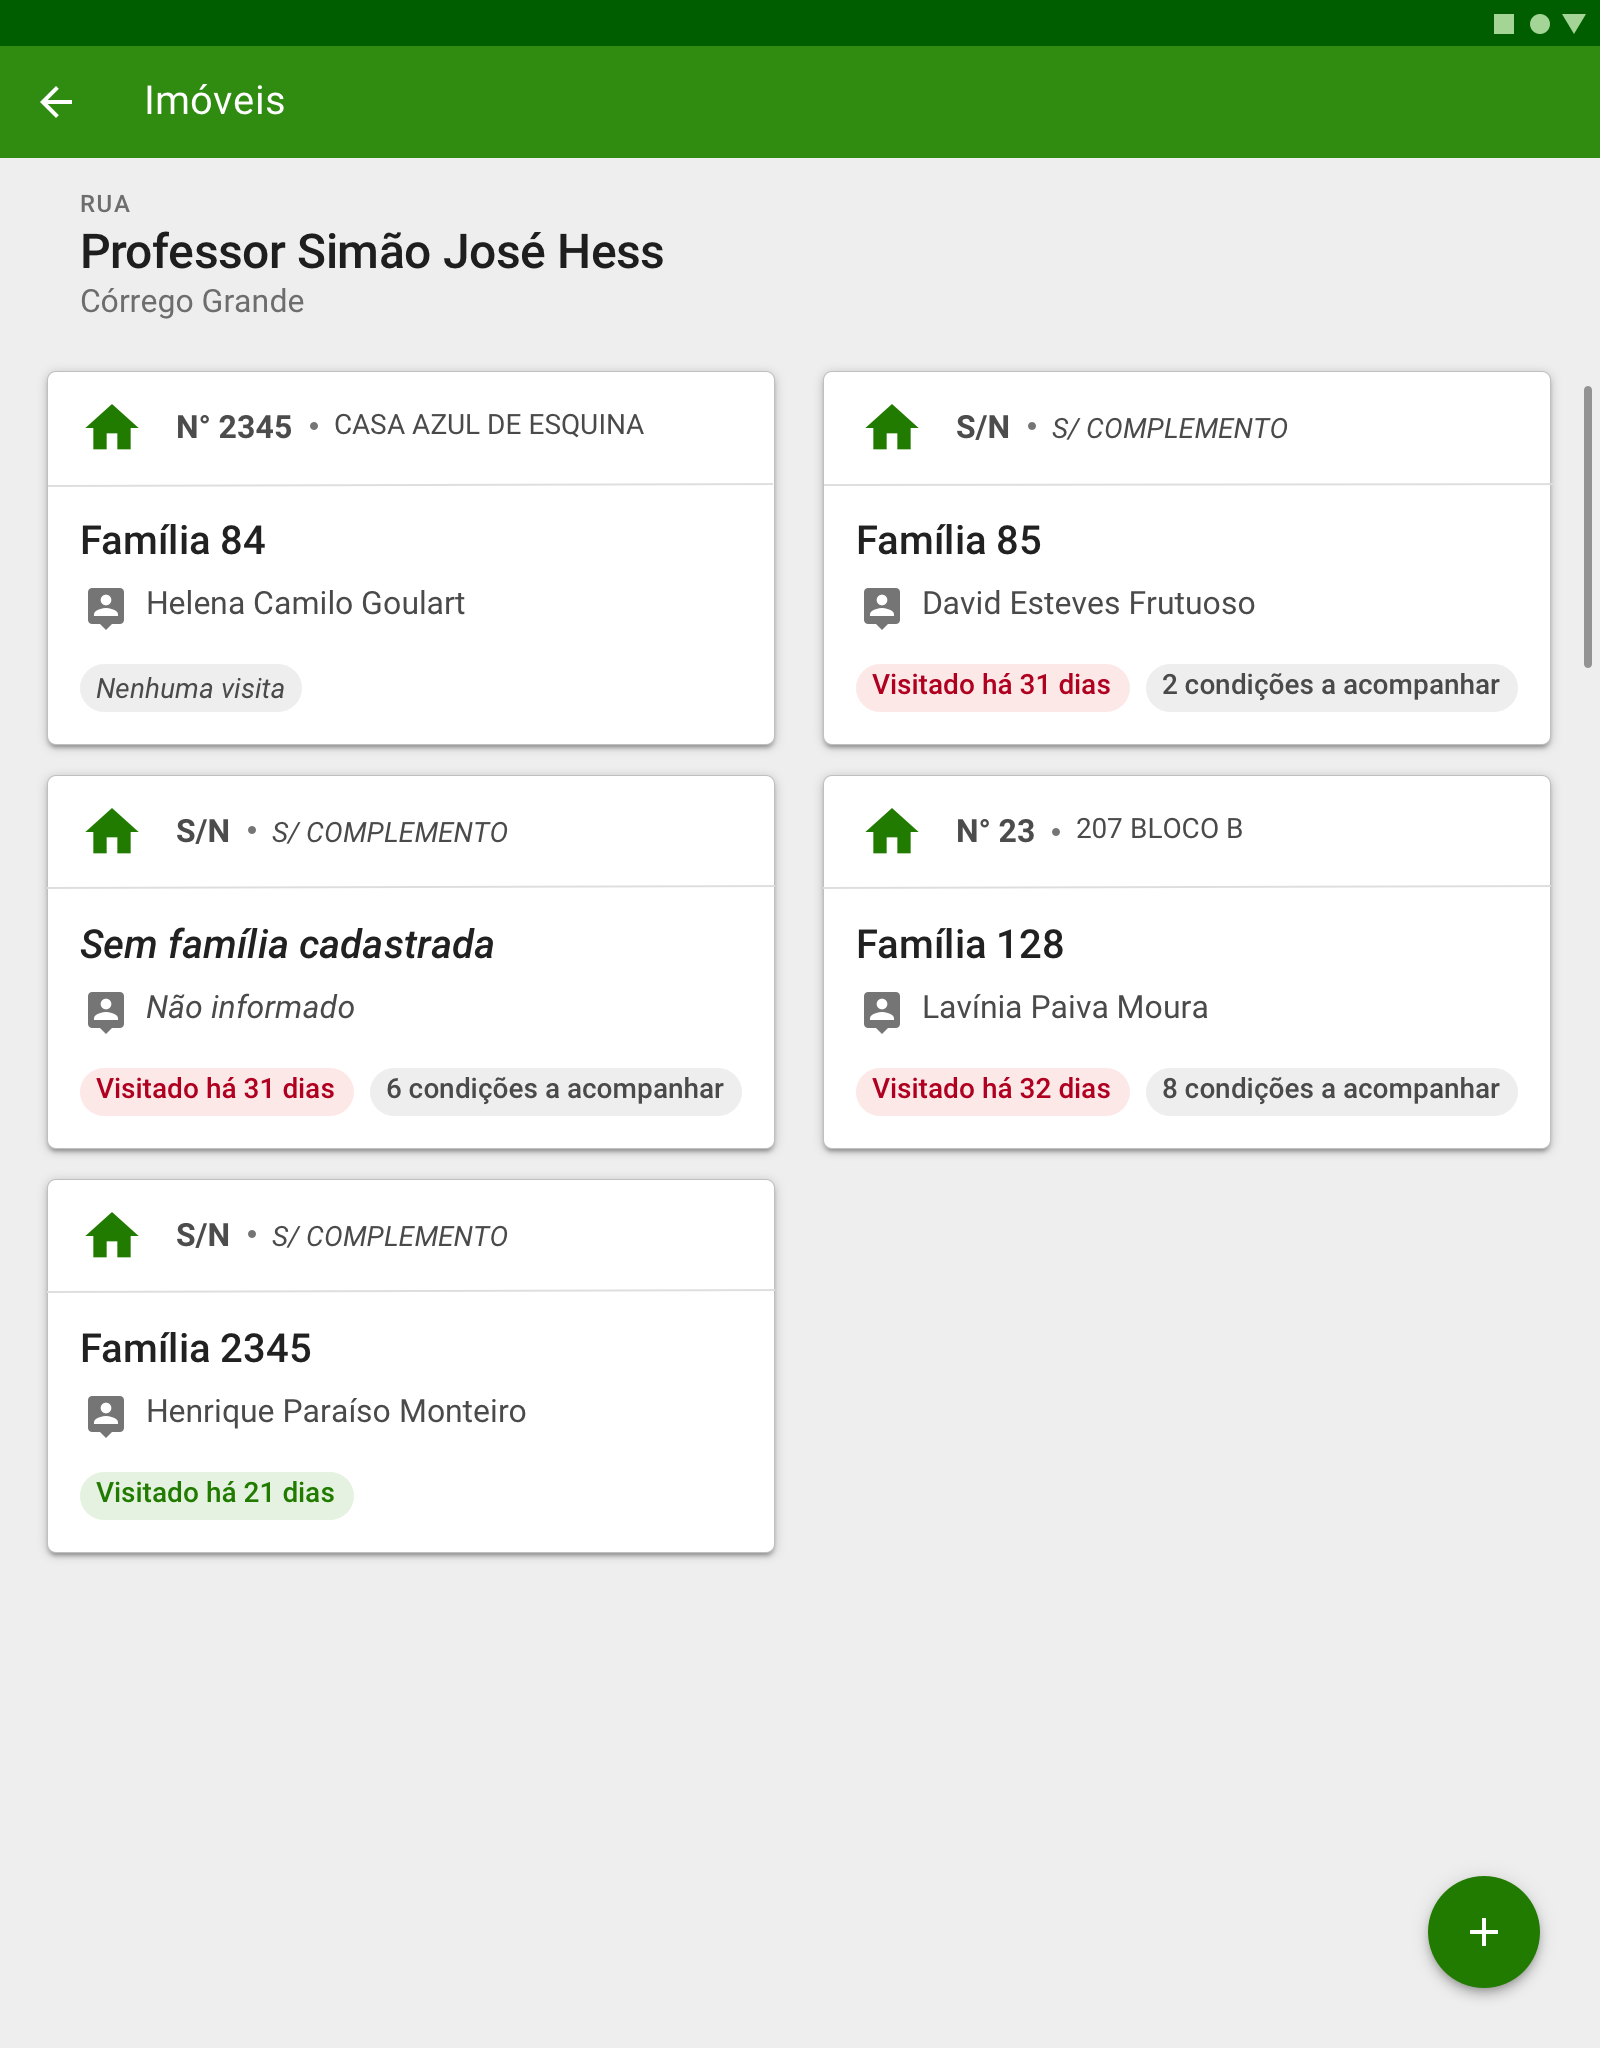 Imóveis
RUA
Professor Simão José Hess
Córrego Grande
N° 2345 • CASA AZUL DE ESQUINA
Família 84
Helena Camilo Goulart
Nenhuma visita
S/N • S/ COMPLEMENTO
Família 85
David Esteves Frutuoso
Visitado há 31 dias
2 condições a acompanhar
S/N • S/ COMPLEMENTO
Sem família cadastrada
Não informado
Visitado há 31 dias
6 condições a acompanhar
N° 23 • 207 BLOCO B
Família 128
Lavínia Paiva Moura
Visitado há 32 dias
8 condições a acompanhar
S/N • S/ COMPLEMENTO
Família 2345
Henrique Paraíso Monteiro
Visitado há 21 dias